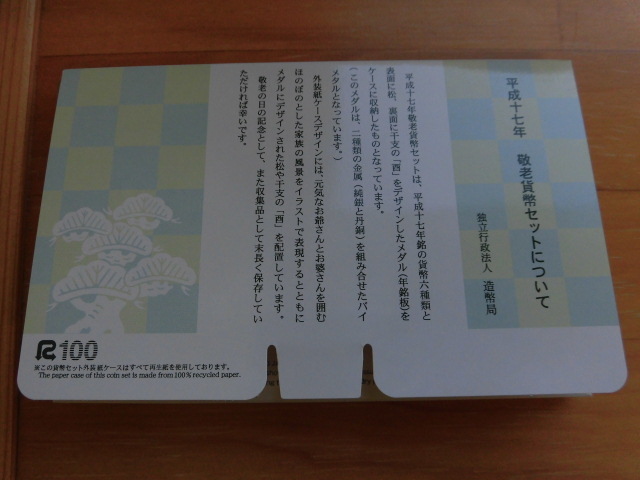 平成十七年 敬老貨幣セットについて
独立行政法人 造幣局
平成十七年敬老貨幣セットは、平成十七年銘の貨幣六種類と
表面に松、裏面に干支の「酉」をデザインしたメダル(年銘板)を
ケースに収納したものとなっています。
(このメダルは、二種類の金属(純銀と丹銅)を組み合せたバイ
メタルとなっています。)
外装紙ケースデザインには、元気なお爺さんとお婆さんを囲む
ほのぼのとした家族の風景をイラストで表現するとともに
メダルにデザインされた松や干支の「酉」を配置しています。
敬老の日の記念として、また収集品として末長く保存してい
ただければ幸いです。
R100
※この貨幣セット外装紙ケースはすべて再生紙を使用しております。
The paper case of this coin set is made from 100% recycled paper.